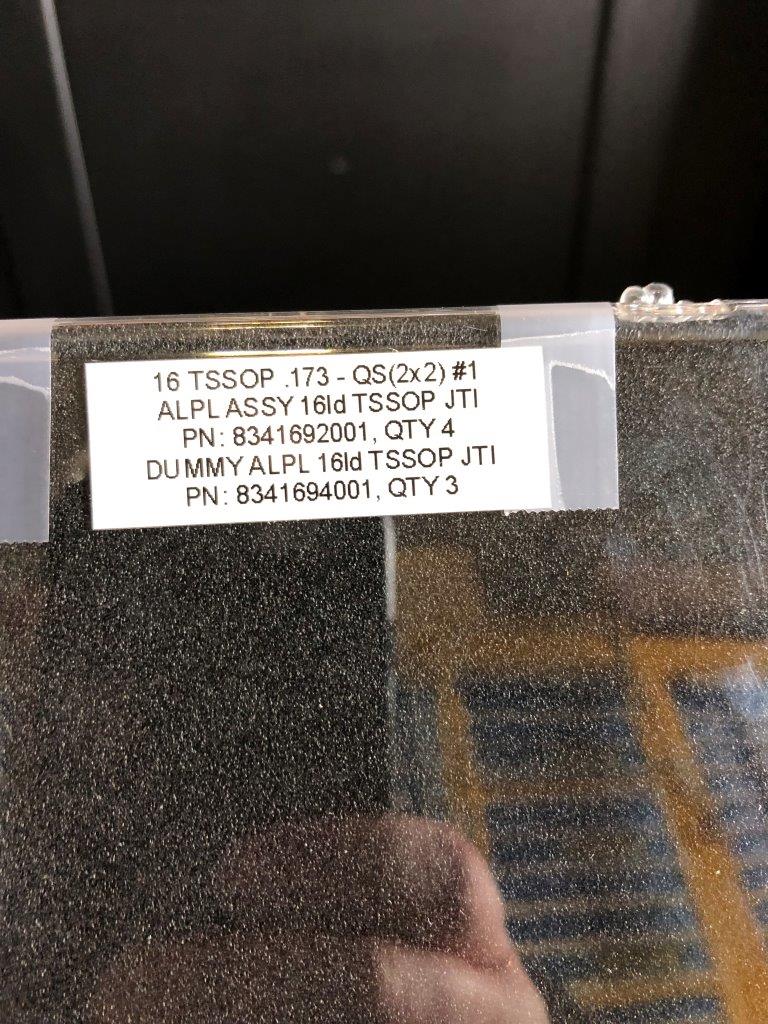 16 TSSOP .173 - QS(2x2) #1
ALPL ASSY 16ld TSSOP JTI
PN: 8341692001, QTY 4
DUMMY ALPL 16ld TSSOP JTI
PN: 8341694001, QTY 3